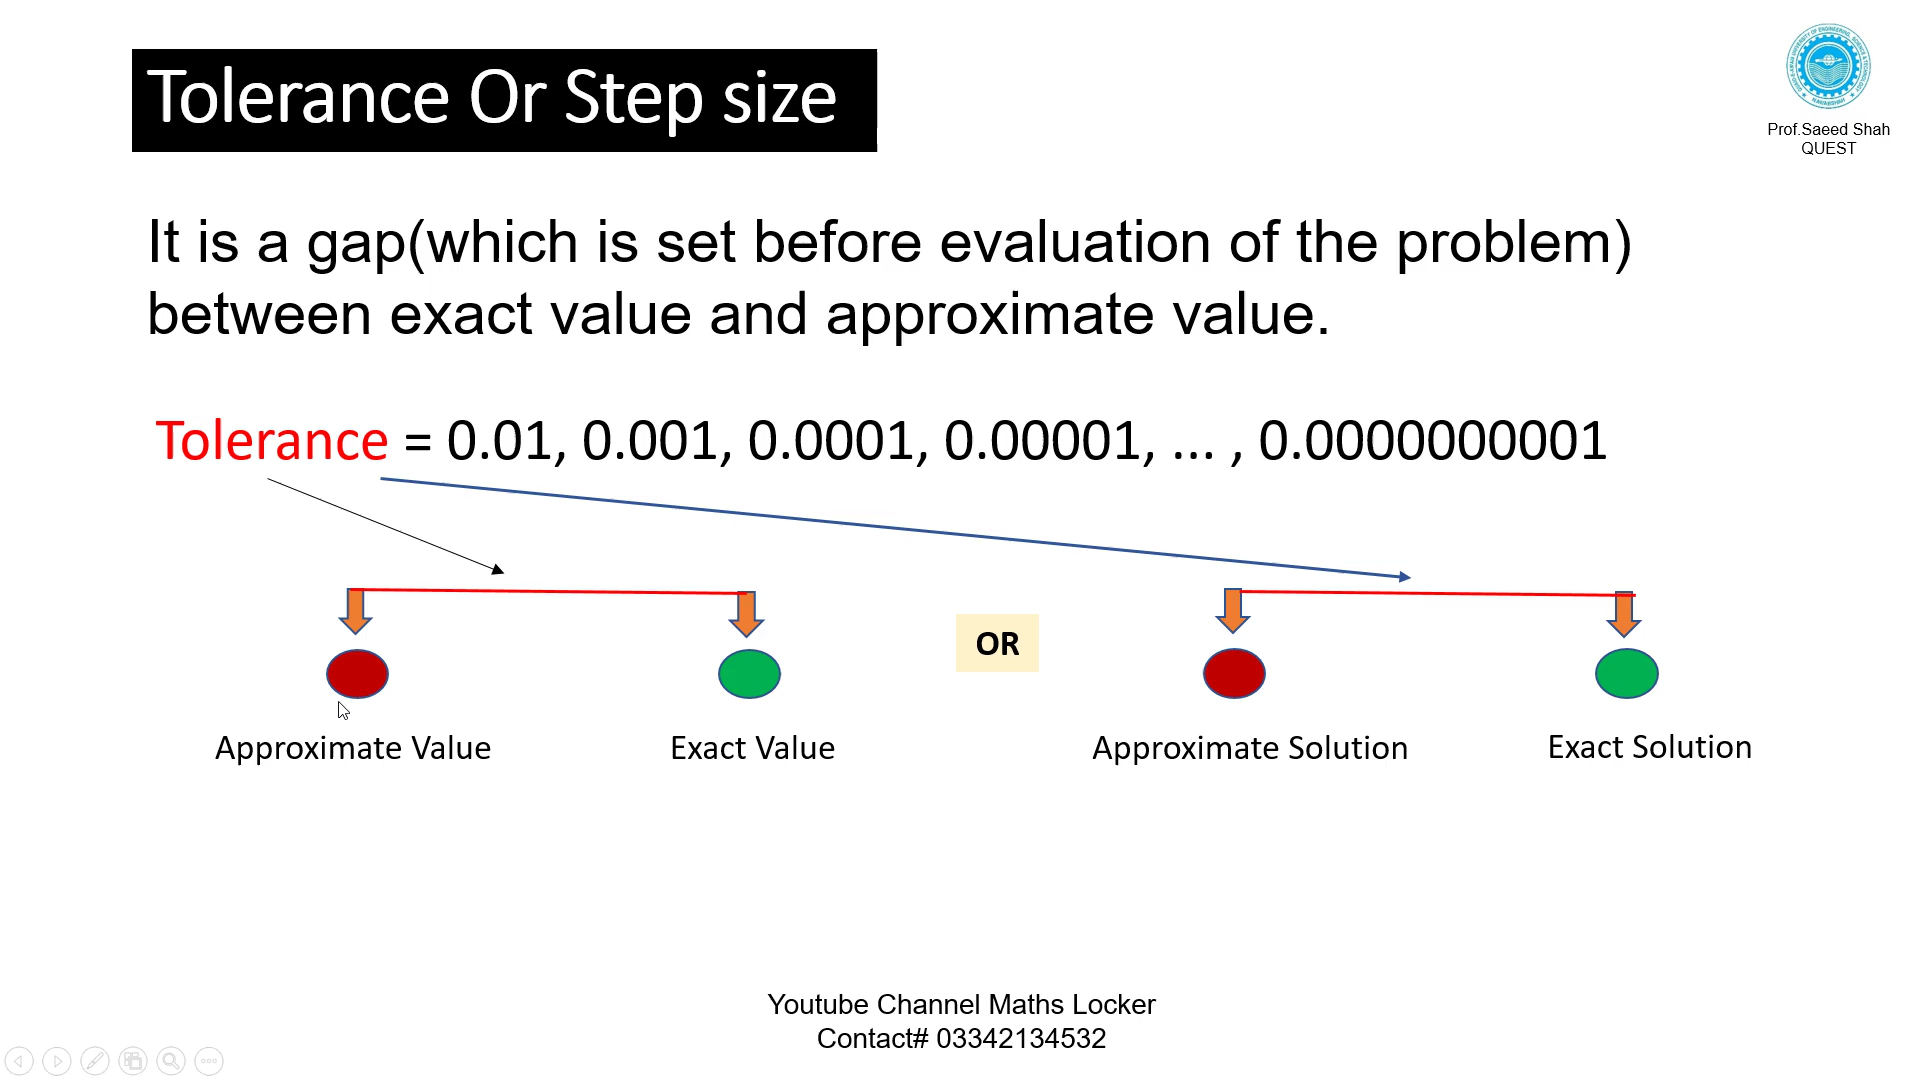 Tolerance Or Step size
Prof.Saeed Shah
QUEST
It is a gap(which is set before evaluation of the problem)
between exact value and approximate value.
Tolerance = 0.01, 0.001, 0.0001, 0.00001, ... , 0.0000000001
OR
Approximate Value
Exact Value
Approximate Solution
Exact Solution
Youtube Channel Maths Locker
Contact# 03342134532